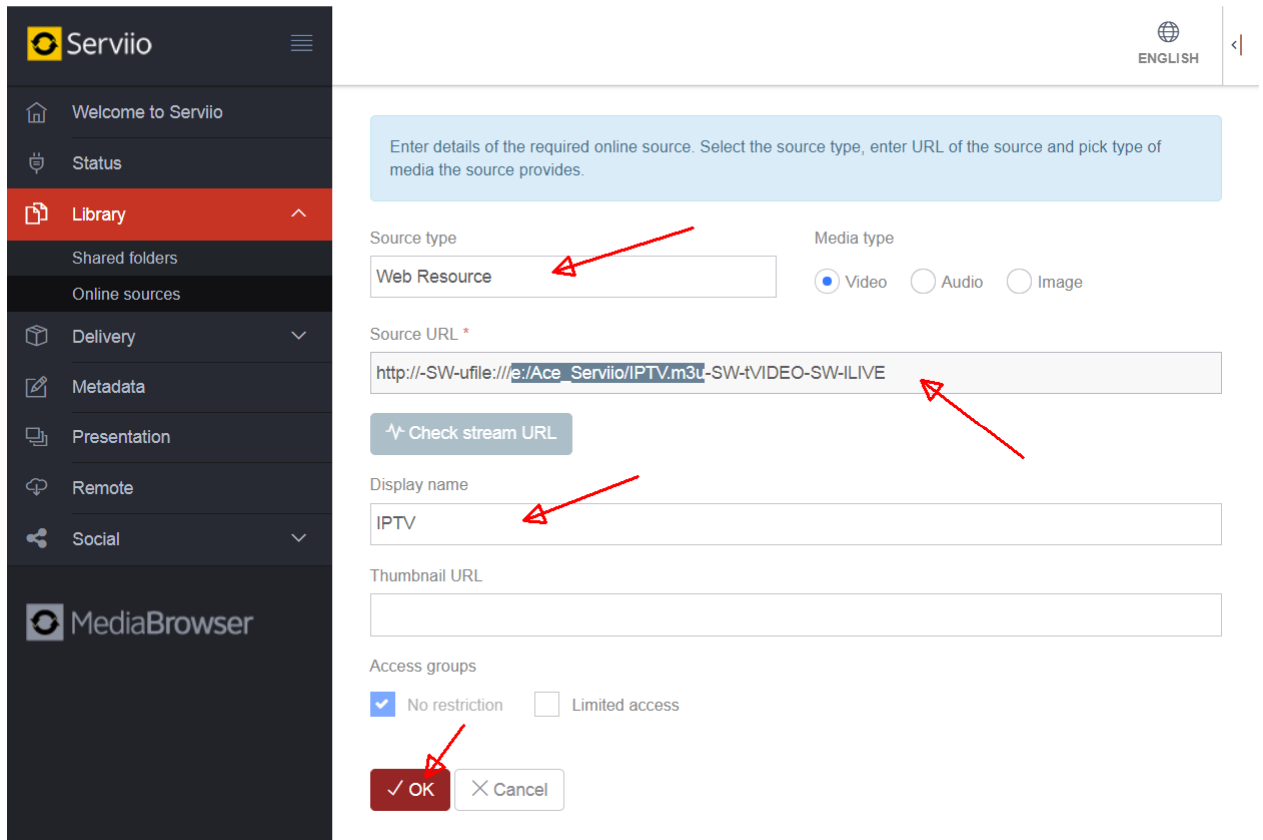 Serviio
ENGLISH
Welcome to Serviio
Status
Library
Shared folders
Online sources
Delivery
Metadata
Presentation
Remote
Social
MediaBrowser
Enter details of the required online source. Select the source type, enter URL of the source and pick type of
media the source provides.
Source type
Media type
Web Resource
Video
Audio
Image
Source URL *
http://-SW-ufile:///e:/Ace_Serviio/IPTV.m3u-SW-tVIDEO-SW-lLIVE
Check stream URL
Display name
IPTV
Thumbnail URL
Access groups
No restriction
Limited access
OK
Cancel